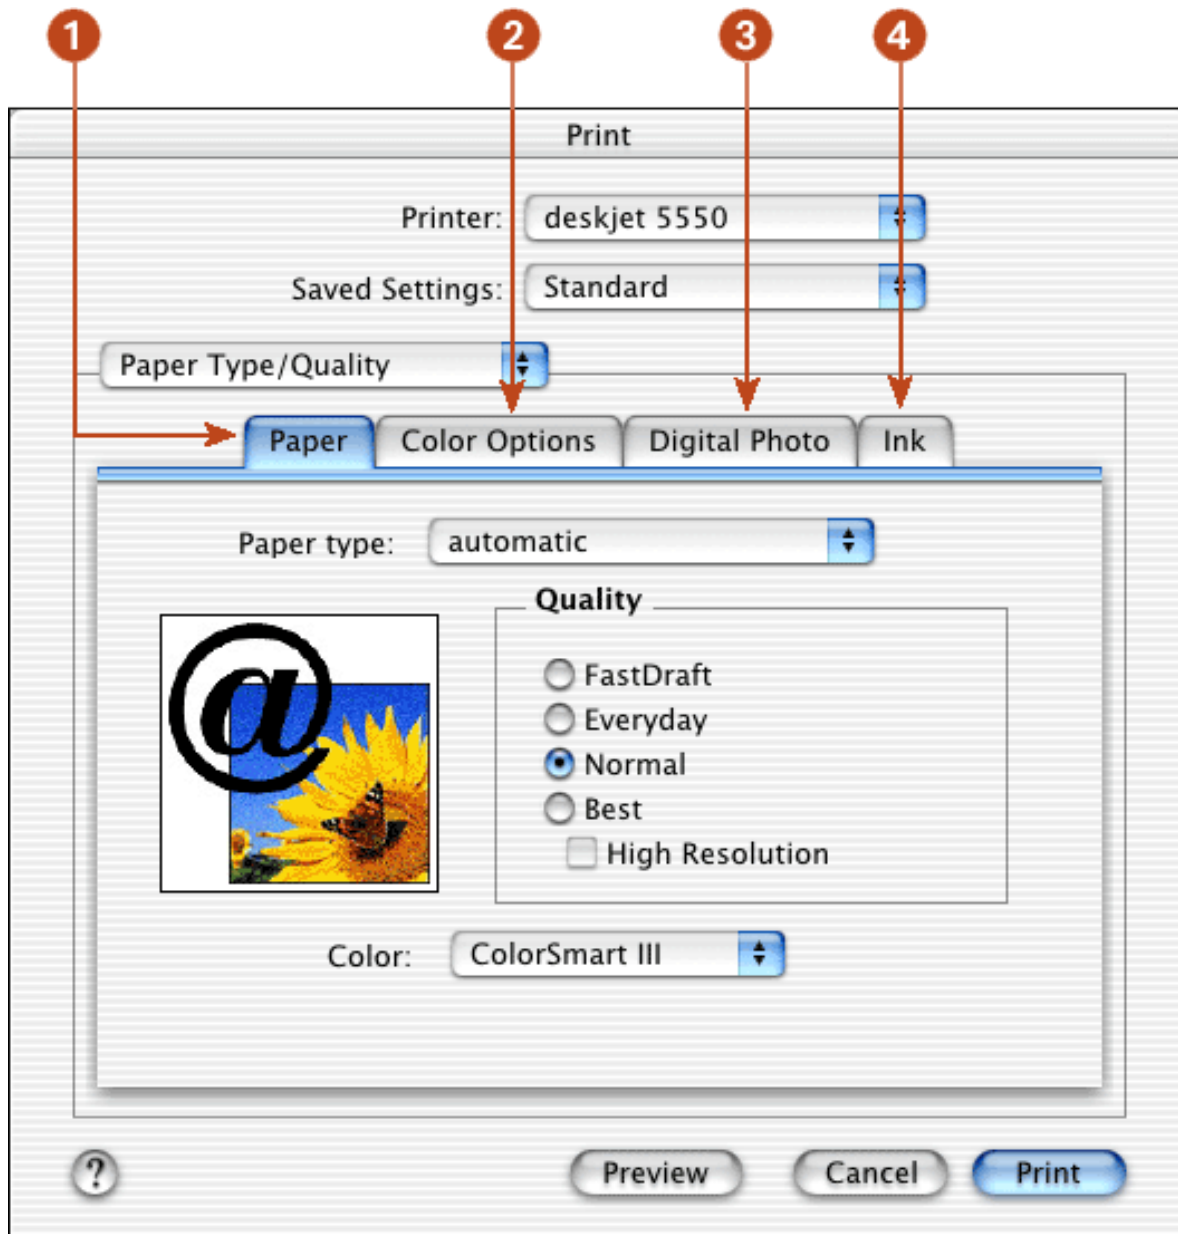 1 2 3 4
Print
Printer: deskjet 5550
Saved Settings: Standard
Paper Type/Quality
Paper Color Options Digital Photo Ink
Paper type: automatic
Quality
FastDraft
Everyday
Normal
Best
High Resolution
@
Color: ColorSmart III
? Preview Cancel Print